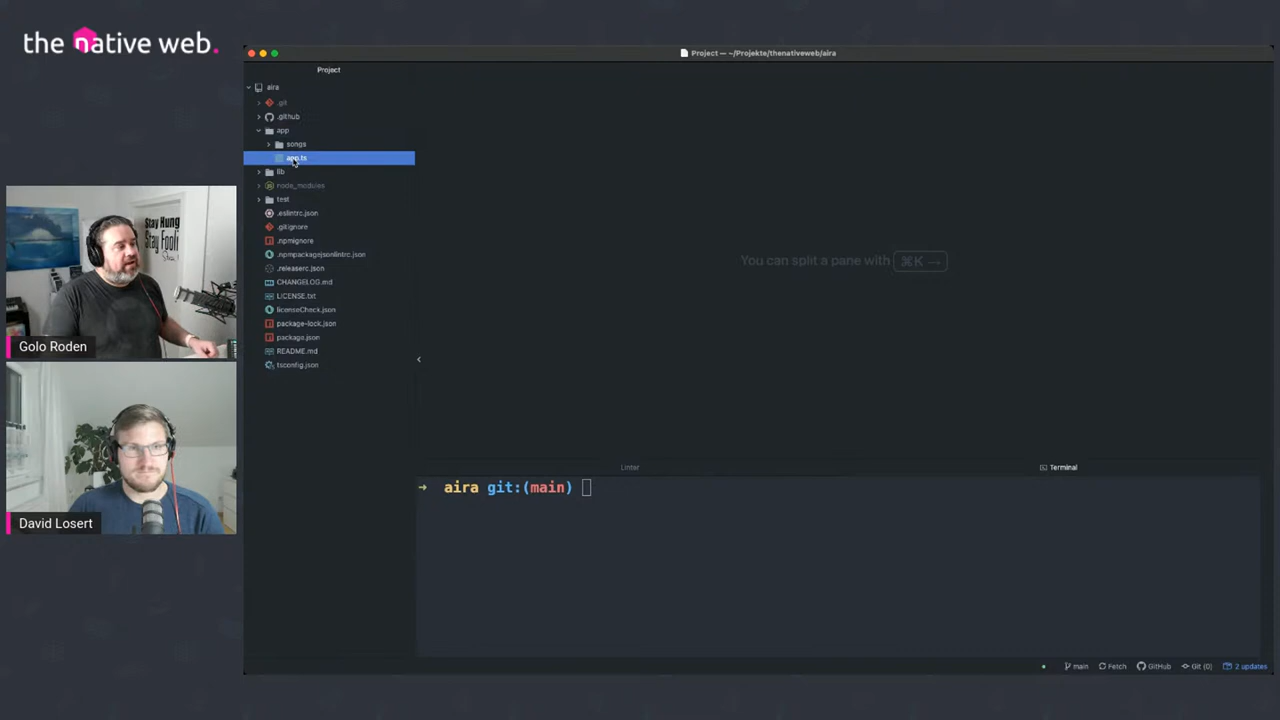 the native web.
Project — ~/Projekte/thenativeweb/aira
Project
aira
.git
.github
app
songs
app.ts
lib
node_modules
test
.eslintrc.json
.gitignore
.npmignore
.npmpackagejsonlintrc.json
.releaserc.json
CHANGELOG.md
LICENSE.txt
licenseCheck.json
package-lock.json
package.json
README.md
tsconfig.json
You can split a pane with ⌘K →
Stay Hung
Stay Fooli
Golo Roden
David Losert
Linter
Terminal
→ aira git:(main)
main Fetch GitHub Git (0) 2 updates